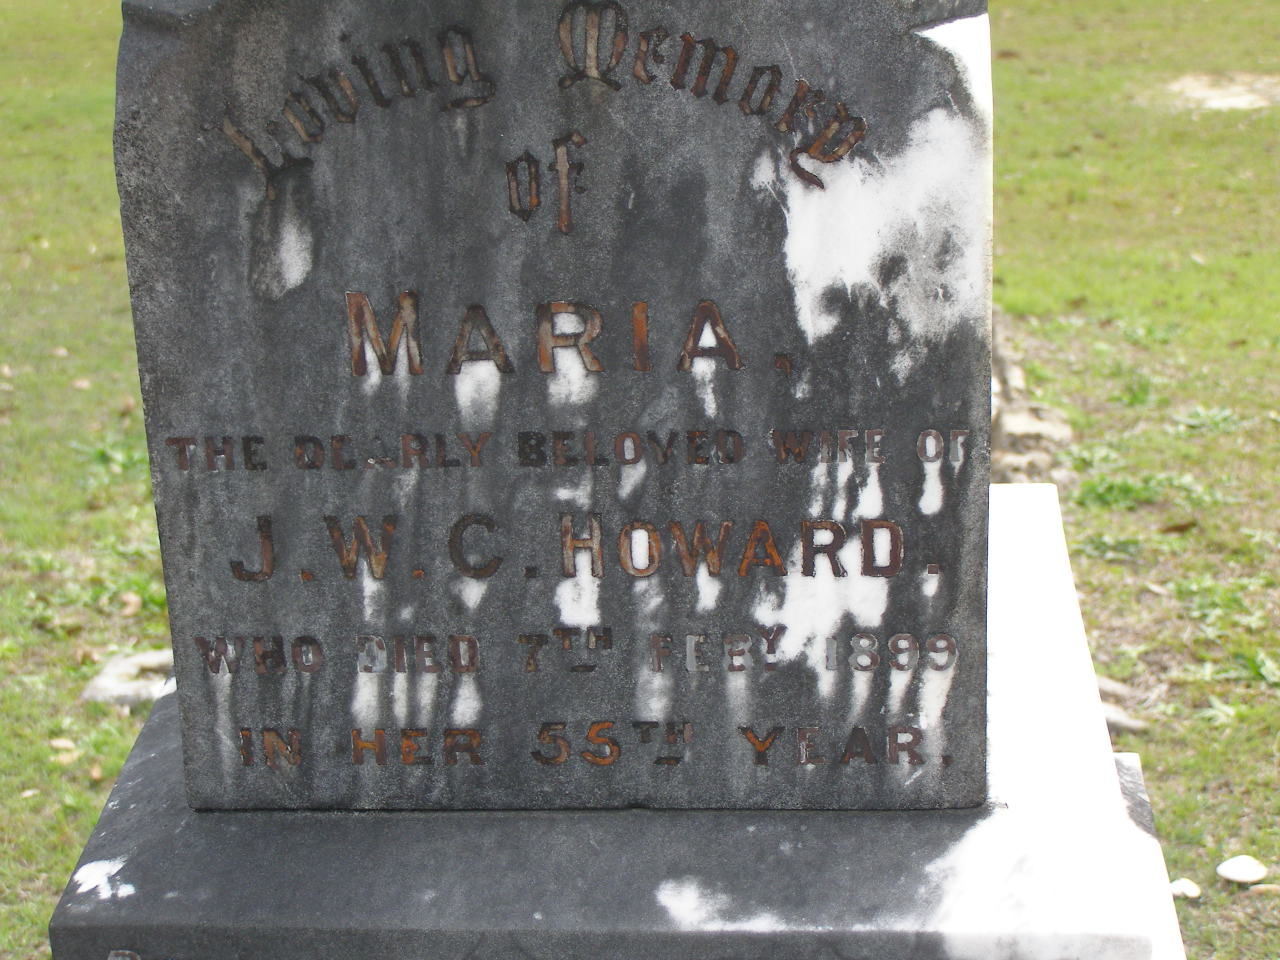 Loving Memory
of
MARIA,
THE DEARLY BELOVED WIFE OF
J.W.C.HOWARD.
WHO DIED 7TH FEBY 1899
IN HER 55TH YEAR.